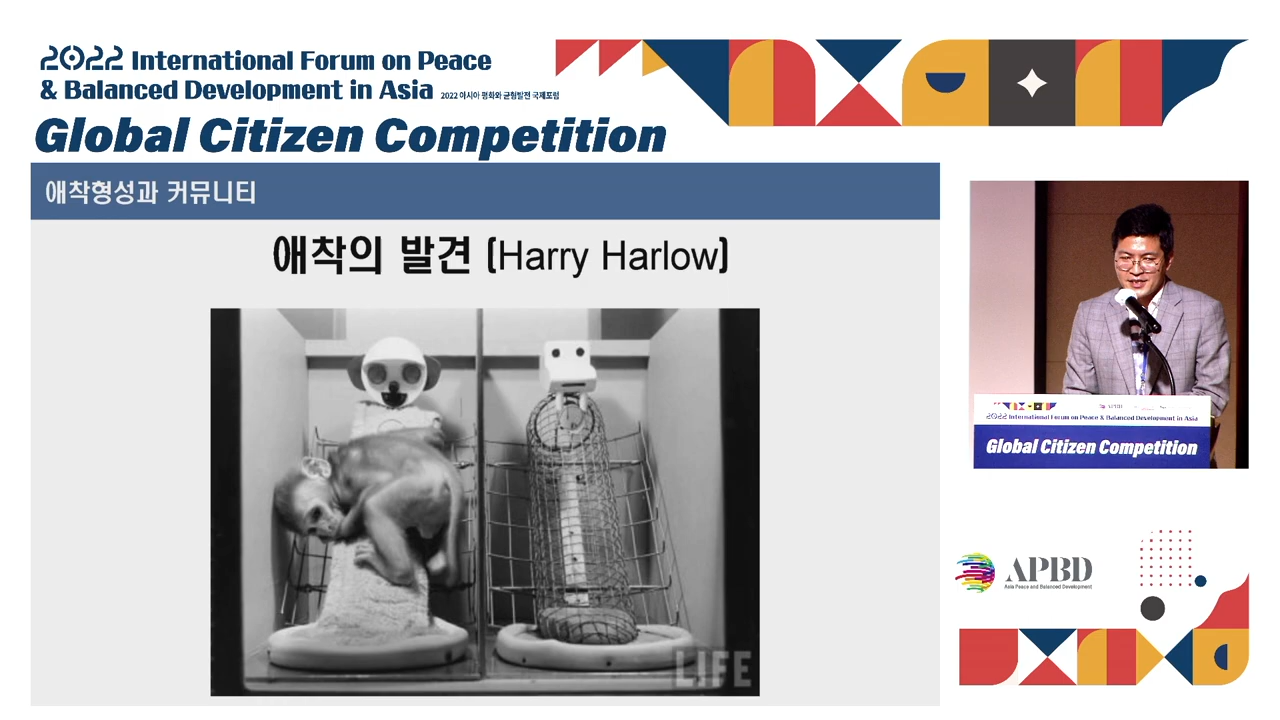 2022 International Forum on Peace
& Balanced Development in Asia 2022 아시아 평화와 균형발전 국제포럼
Global Citizen Competition
애착형성과 커뮤니티
애착의 발견 (Harry Harlow)
LIFE
2022 International Forum on Peace & Balanced Development in Asia
Global Citizen Competition
APBD
Asia Peace and Balanced Development